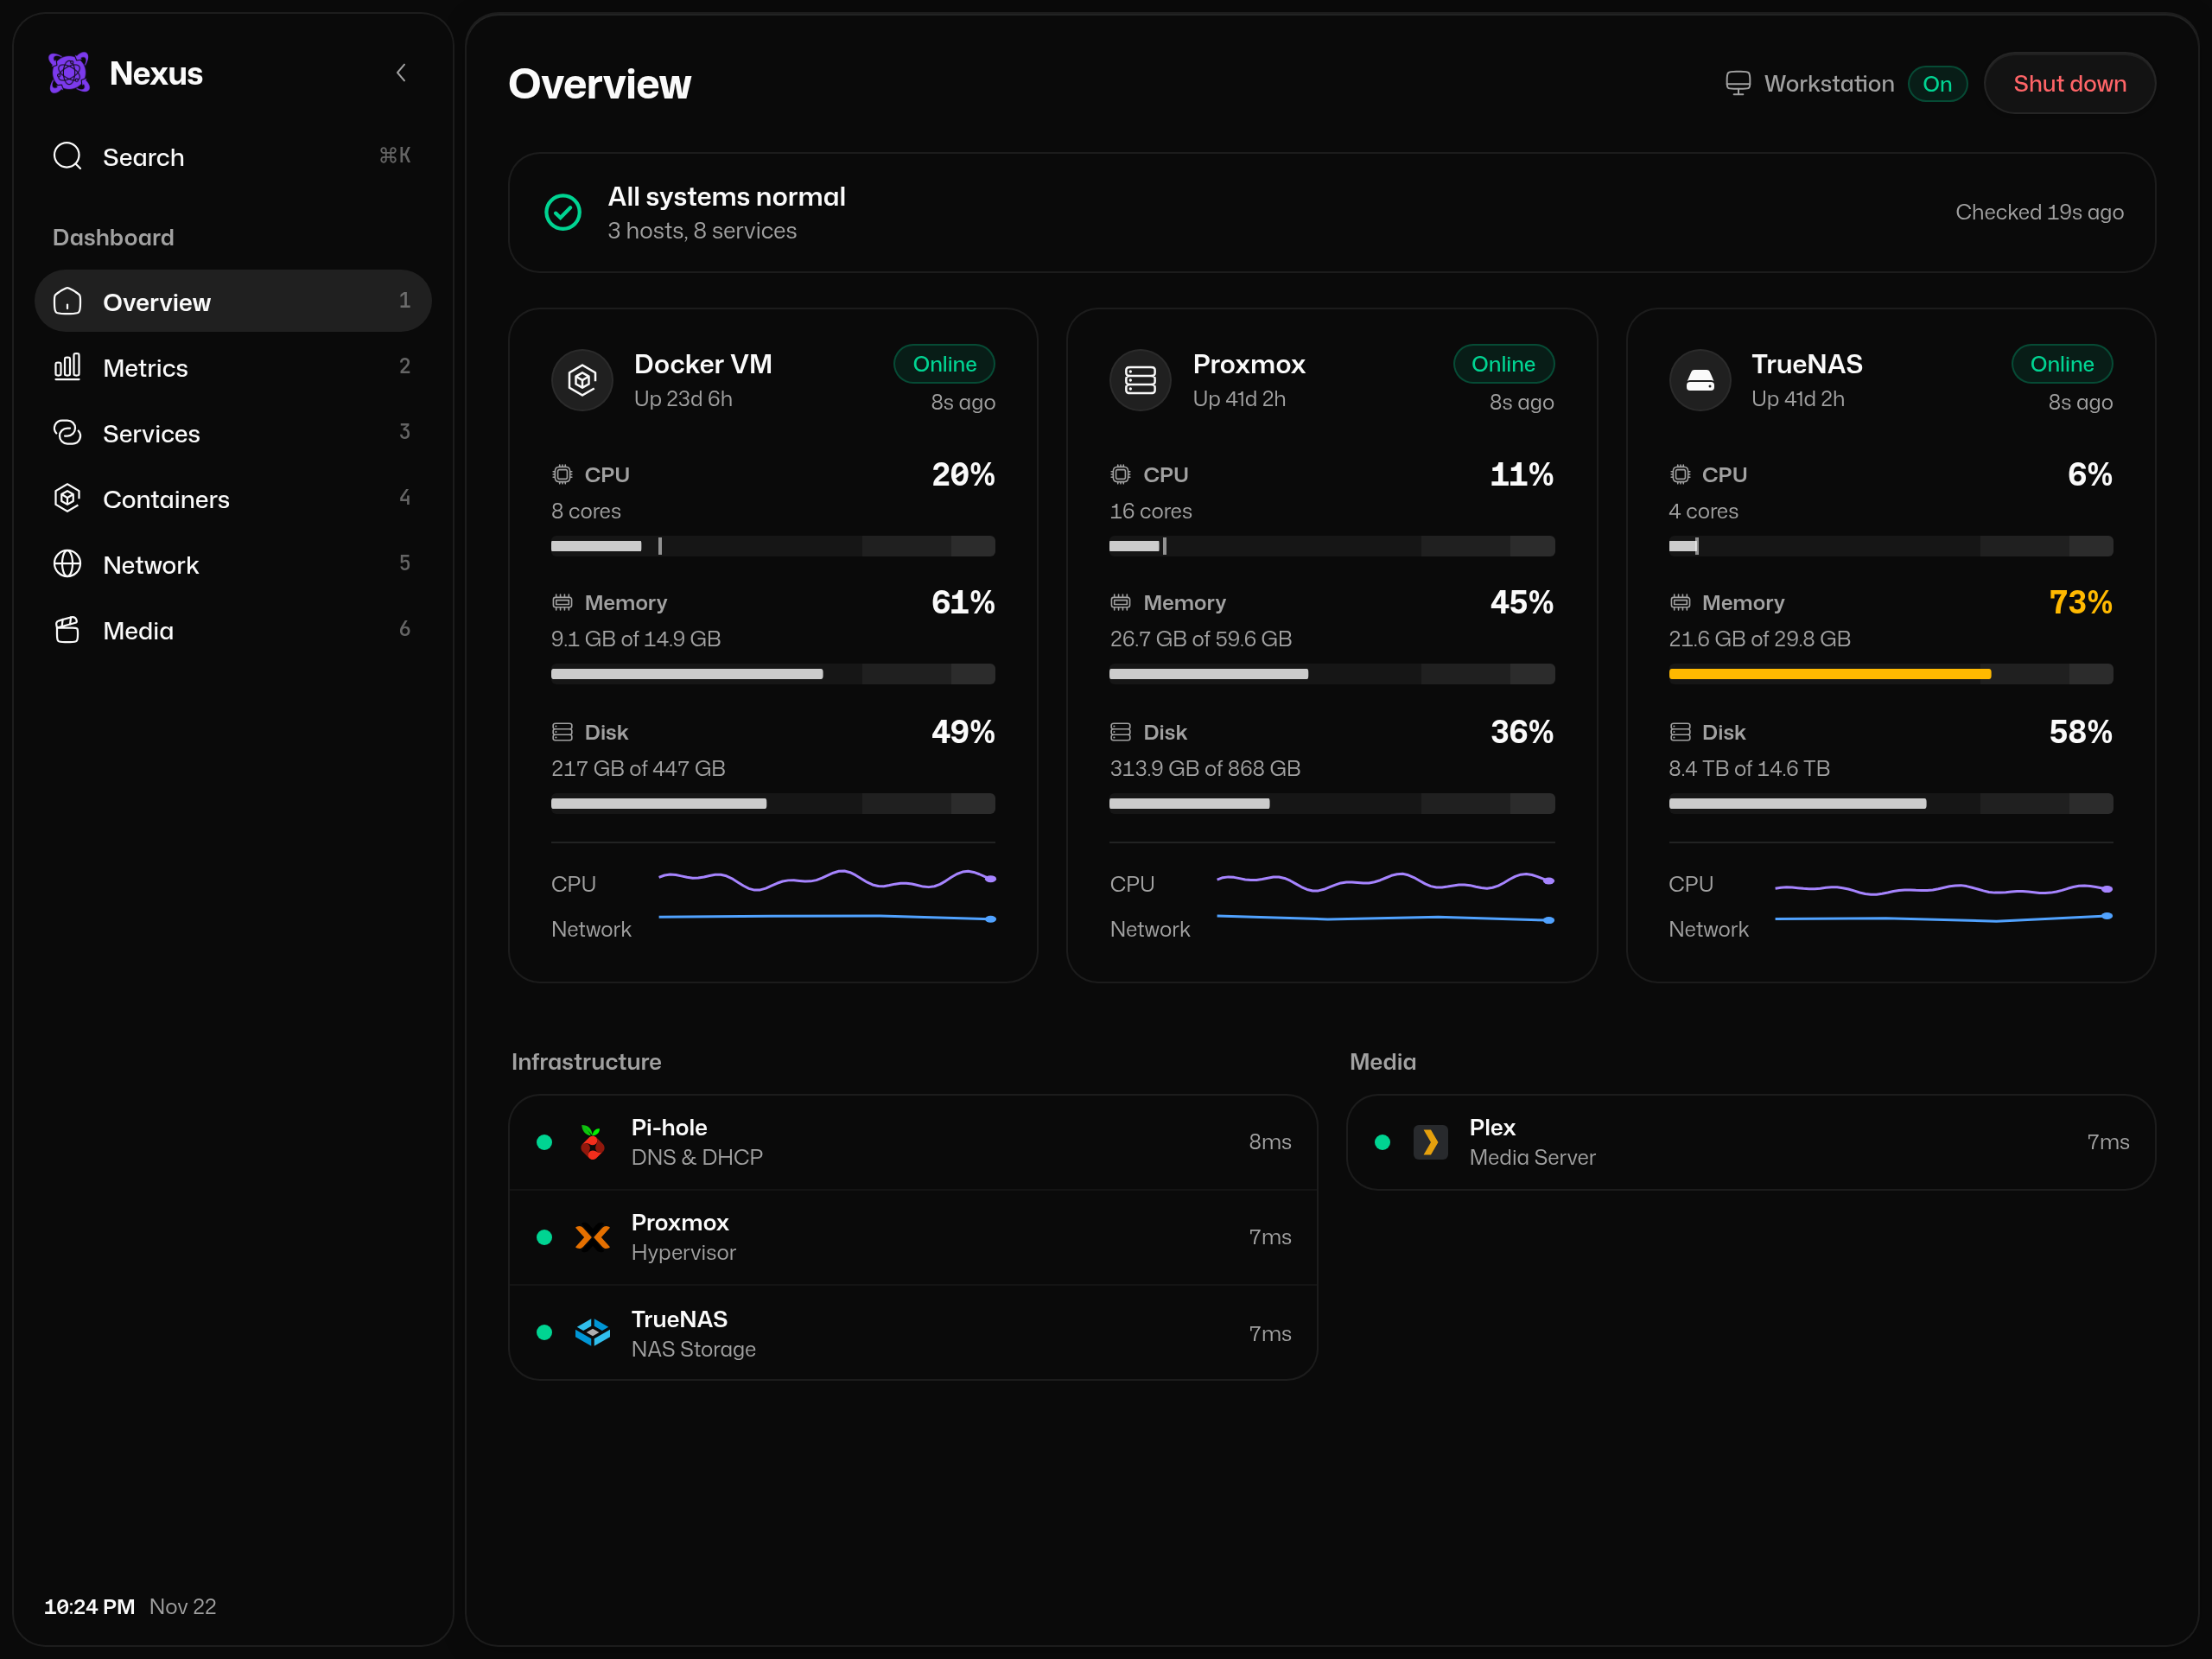 Nexus
Search ⌘K
Dashboard
Overview 1
Metrics 2
Services 3
Containers 4
Network 5
Media 6
10:24 PM Nov 22
Overview
Workstation On Shut down
All systems normal
3 hosts, 8 services
Checked 19s ago
Docker VM Online
Up 23d 6h 8s ago
CPU 20%
8 cores
Memory 61%
9.1 GB of 14.9 GB
Disk 49%
217 GB of 447 GB
CPU
Network
Proxmox Online
Up 41d 2h 8s ago
CPU 11%
16 cores
Memory 45%
26.7 GB of 59.6 GB
Disk 36%
313.9 GB of 868 GB
CPU
Network
TrueNAS Online
Up 41d 2h 8s ago
CPU 6%
4 cores
Memory 73%
21.6 GB of 29.8 GB
Disk 58%
8.4 TB of 14.6 TB
CPU
Network
Infrastructure
Pi-hole
DNS & DHCP
8ms
Proxmox
Hypervisor
7ms
TrueNAS
NAS Storage
7ms
Media
Plex
Media Server
7ms